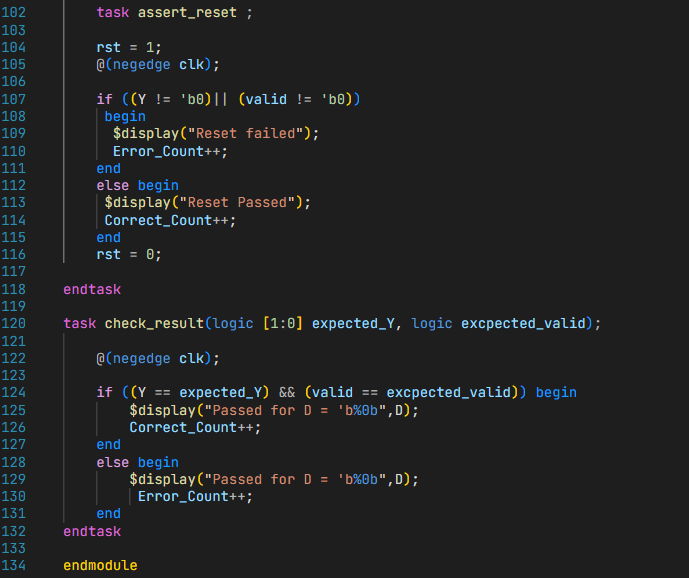 102 task assert_reset ;
103
104 rst = 1;
105 @(negedge clk);
106
107 if ((Y != 'b0)|| (valid != 'b0))
108 begin
109 $display("Reset failed");
110 Error_Count++;
111 end
112 else begin
113 $display("Reset Passed");
114 Correct_Count++;
115 end
116 rst = 0;
117
118 endtask
119
120 task check_result(logic [1:0] expected_Y, logic excpected_valid);
121
122 @(negedge clk);
123
124 if ((Y == expected_Y) && (valid == excpected_valid)) begin
125 $display("Passed for D = 'b%0b",D);
126 Correct_Count++;
127 end
128 else begin
129 $display("Passed for D = 'b%0b",D);
130 Error_Count++;
131 end
132 endtask
133
134 endmodule